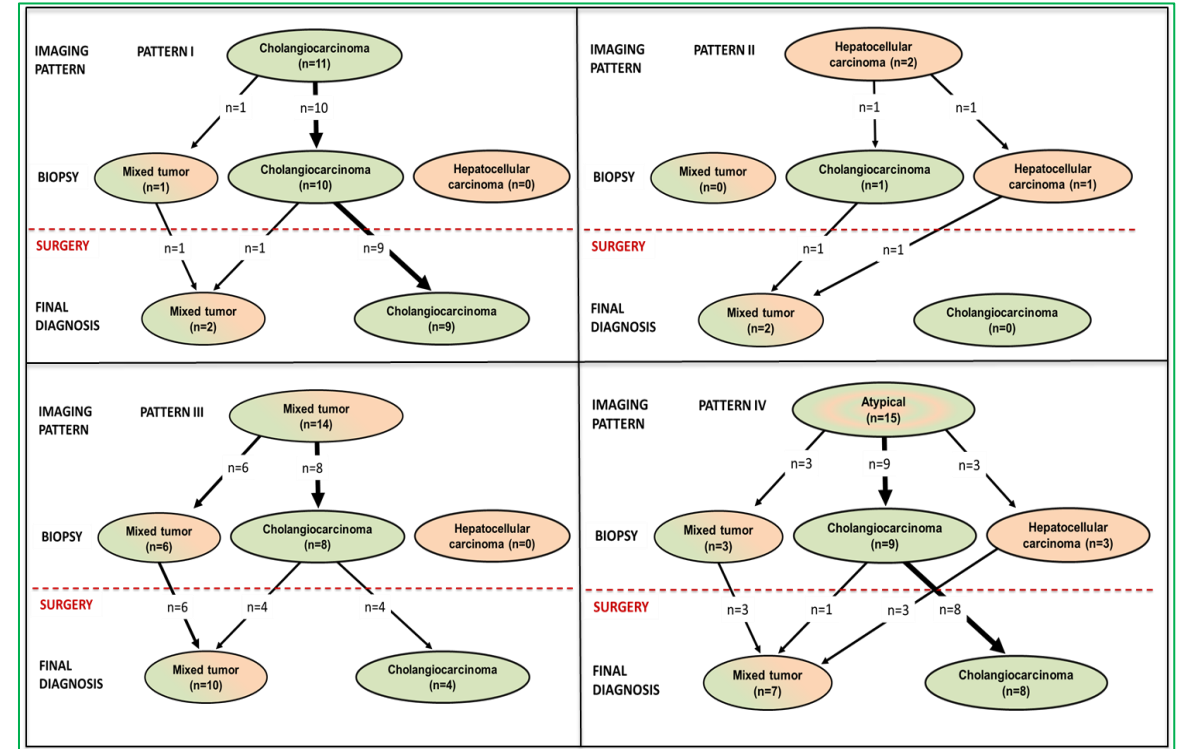 IMAGING
PATTERN
PATTERN I
Cholangiocarcinoma
(n=11)
n=1
n=10
BIOPSY
Mixed tumor
(n=1)
Cholangiocarcinoma
(n=10)
Hepatocellular
carcinoma (n=0)
SURGERY
n=1
n=1
n=9
FINAL
DIAGNOSIS
Mixed tumor
(n=2)
Cholangiocarcinoma
(n=9)
IMAGING
PATTERN
PATTERN II
Hepatocellular
carcinoma (n=2)
n=1
n=1
BIOPSY
Mixed tumor
(n=0)
Cholangiocarcinoma
(n=1)
Hepatocellular
carcinoma (n=1)
SURGERY
n=1
n=1
FINAL
DIAGNOSIS
Mixed tumor
(n=2)
Cholangiocarcinoma
(n=0)
IMAGING
PATTERN
PATTERN III
Mixed tumor
(n=14)
n=6
n=8
BIOPSY
Mixed tumor
(n=6)
Cholangiocarcinoma
(n=8)
Hepatocellular
carcinoma (n=0)
SURGERY
n=6
n=4
n=4
FINAL
DIAGNOSIS
Mixed tumor
(n=10)
Cholangiocarcinoma
(n=4)
IMAGING
PATTERN
PATTERN IV
Atypical
(n=15)
n=3
n=9
n=3
BIOPSY
Mixed tumor
(n=3)
Cholangiocarcinoma
(n=9)
Hepatocellular
carcinoma (n=3)
SURGERY
n=3
n=1
n=3
n=8
FINAL
DIAGNOSIS
Mixed tumor
(n=7)
Cholangiocarcinoma
(n=8)